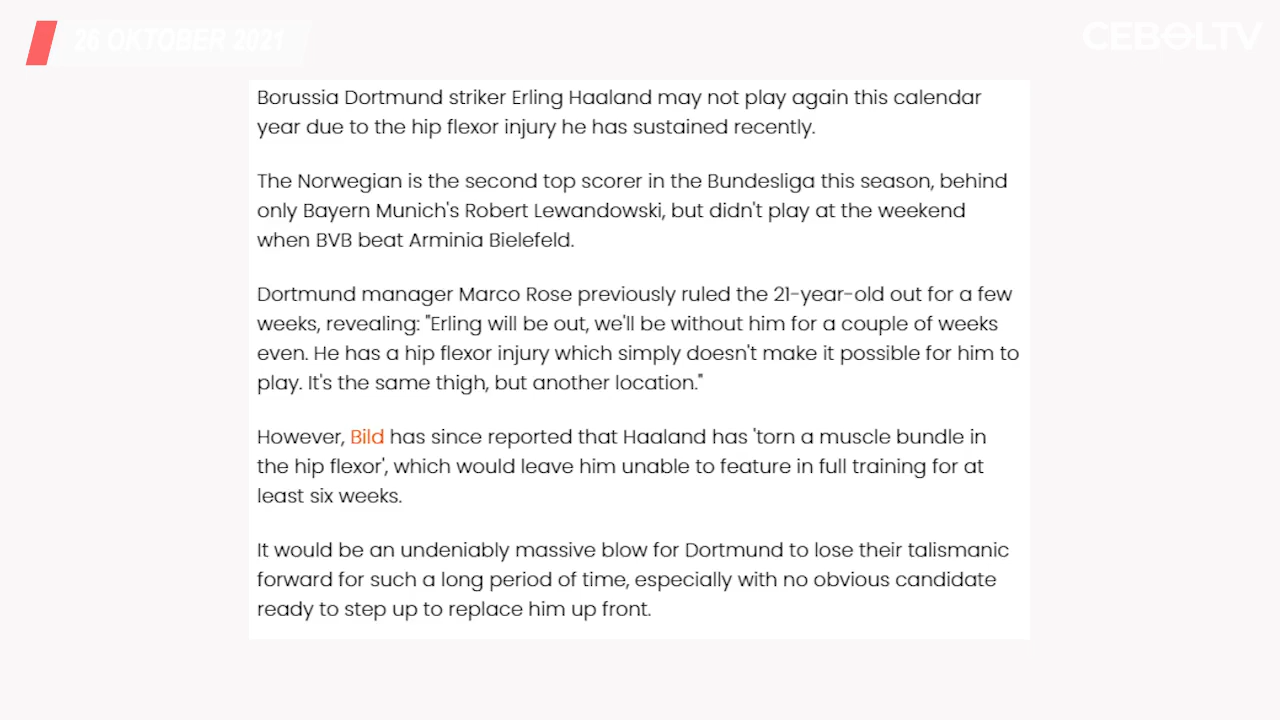 26 OKTOBER 2021
CEBOLTV
Borussia Dortmund striker Erling Haaland may not play again this calendar
year due to the hip flexor injury he has sustained recently.
The Norwegian is the second top scorer in the Bundesliga this season, behind
only Bayern Munich's Robert Lewandowski, but didn't play at the weekend
when BVB beat Arminia Bielefeld.
Dortmund manager Marco Rose previously ruled the 21-year-old out for a few
weeks, revealing: "Erling will be out, we'll be without him for a couple of weeks
even. He has a hip flexor injury which simply doesn't make it possible for him to
play. It's the same thigh, but another location."
However, Bild has since reported that Haaland has 'torn a muscle bundle in
the hip flexor', which would leave him unable to feature in full training for at
least six weeks.
It would be an undeniably massive blow for Dortmund to lose their talismanic
forward for such a long period of time, especially with no obvious candidate
ready to step up to replace him up front.